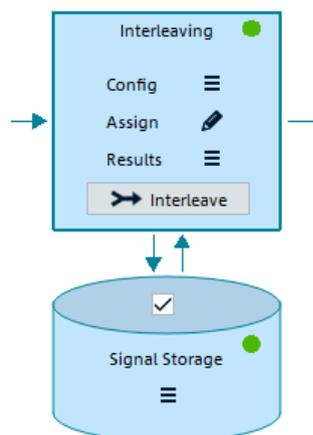 Interleaving
Config
Assign
Results
Interleave
Signal Storage